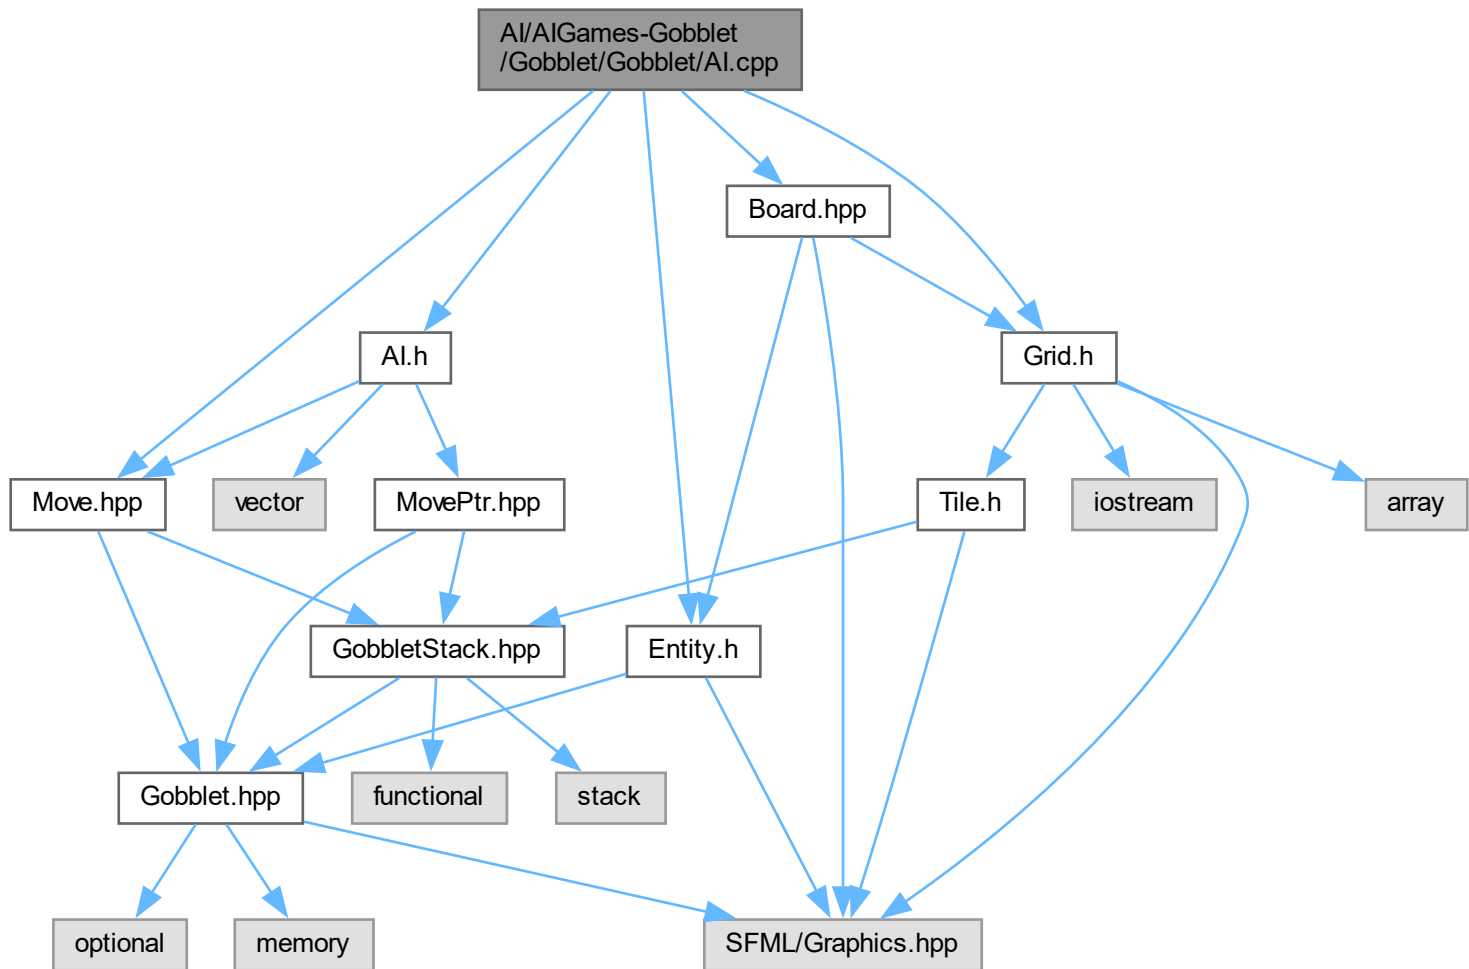 AI/AIGames-Gobblet
/Gobblet/Gobblet/AI.cpp
Board.hpp
AI.h
Grid.h
Move.hpp
vector
MovePtr.hpp
Tile.h
iostream
array
GobbletStack.hpp
Entity.h
Gobblet.hpp
functional
stack
optional
memory
SFML/Graphics.hpp